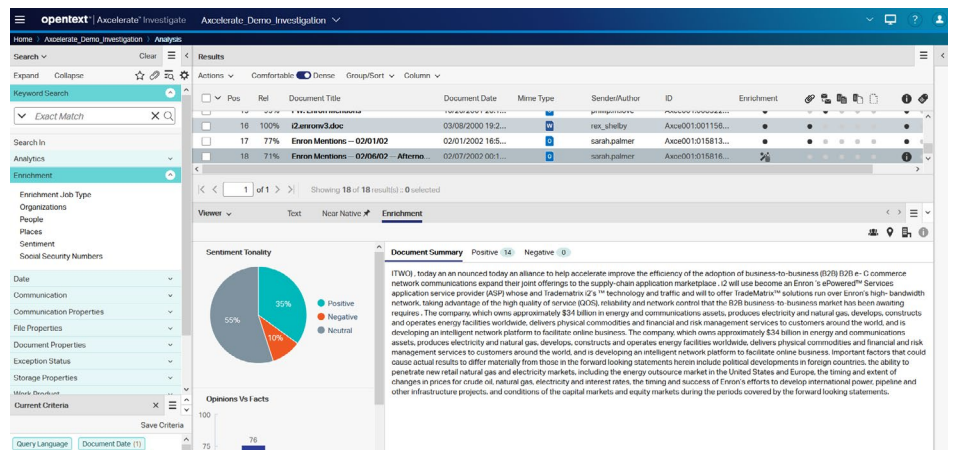 opentext™ | Axcelerate™ Investigate
Axcelerate_Demo_Investigation
Home > Axcelerate_Demo_Investigation > Analysis
Search
Clear
Expand Collapse
Keyword Search
Exact Match
Search In
Analytics
Enrichment
Enrichment Job Type
Organizations
People
Places
Sentiment
Social Security Numbers
Date
Communication
Communication Properties
File Properties
Document Properties
Exception Status
Storage Properties
Work Product
Current Criteria
Save Criteria
Query Language Document Date (1)
Results
Actions Comfortable Dense Group/Sort Column
Pos Rel Document Title Document Date Mime Type Sender/Author ID Enrichment
16 100% i2.enronv3.doc 03/08/2000 19:2... rex_shelby Axce001:001156...
17 77% Enron Mentions -- 02/01/02 02/01/2002 16:5... sarah.palmer Axce001:015813...
18 71% Enron Mentions -- 02/06/02 -- Afterno... 02/07/2002 00:1... sarah.palmer Axce001:015816...
1 of 1 Showing 18 of 18 result(s) :: 0 selected
Viewer Text Near Native Enrichment
Sentiment Tonality
35%
10%
55%
Positive
Negative
Neutral
Opinions Vs Facts
100
76
75
Document Summary Positive 14 Negative 0
ITWO) , today an an nounced today an alliance to help accelerate improve the efficiency of the adoption of business-to-business (B2B) B2B e- C commerce
network communications expand their joint offerings to the supply-chain application marketplace . i2 will use become an Enron 's ePowered™ Services
application service provider (ASP) whose and Tradematrix i2's ™ technology and traffic and will to offer TradeMatrix™ solutions run over Enron's high- bandwidth
network, taking advantage of the high quality of service (QOS), reliability and network control that the B2B business-to-business market has been awaiting
requires . The company, which owns approximately $34 billion in energy and communications assets, produces electricity and natural gas, develops, constructs
and operates energy facilities worldwide, delivers physical commodities and financial and risk management services to customers around the world, and is
developing an intelligent network platform to facilitate online business. The company, which owns approximately $34 billion in energy and communications
assets, produces electricity and natural gas, develops, constructs and operates energy facilities worldwide, delivers physical commodities and financial and risk
management services to customers around the world, and is developing an intelligent network platform to facilitate online business. Important factors that could
cause actual results to differ materially from those in the forward looking statements herein include political developments in foreign countries, the ability to
penetrate new retail natural gas and electricity markets, including the energy outsource market in the United States and Europe, the timing and extent of
changes in prices for crude oil, natural gas, electricity and interest rates, the timing and success of Enron's efforts to develop international power, pipeline and
other infrastructure projects, and conditions of the capital markets and equity markets during the periods covered by the forward looking statements.